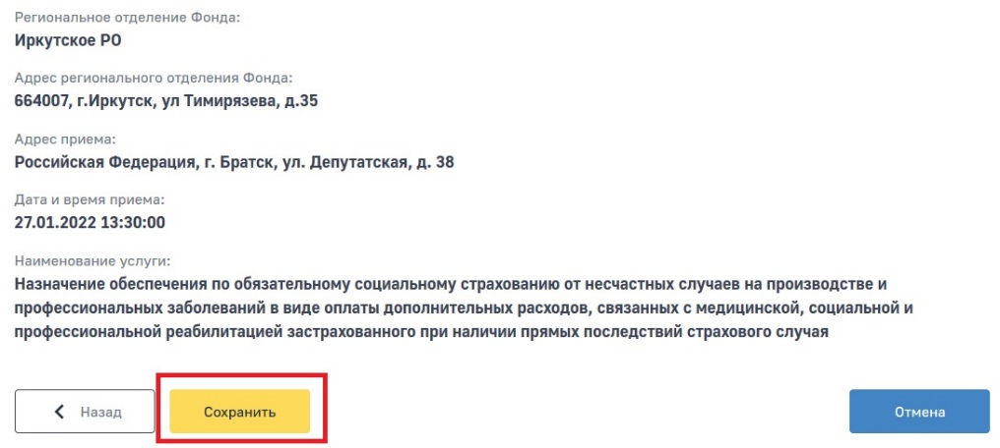 Региональное отделение Фонда:
Иркутское РО
Адрес регионального отделения Фонда:
664007, г.Иркутск, ул Тимирязева, д.35
Адрес приема:
Российская Федерация, г. Братск, ул. Депутатская, д. 38
Дата и время приема:
27.01.2022 13:30:00
Наименование услуги:
Назначение обеспечения по обязательному социальному страхованию от несчастных случаев на производстве и
профессиональных заболеваний в виде оплаты дополнительных расходов, связанных с медицинской, социальной и
профессиональной реабилитацией застрахованного при наличии прямых последствий страхового случая
Назад
Сохранить
Отмена